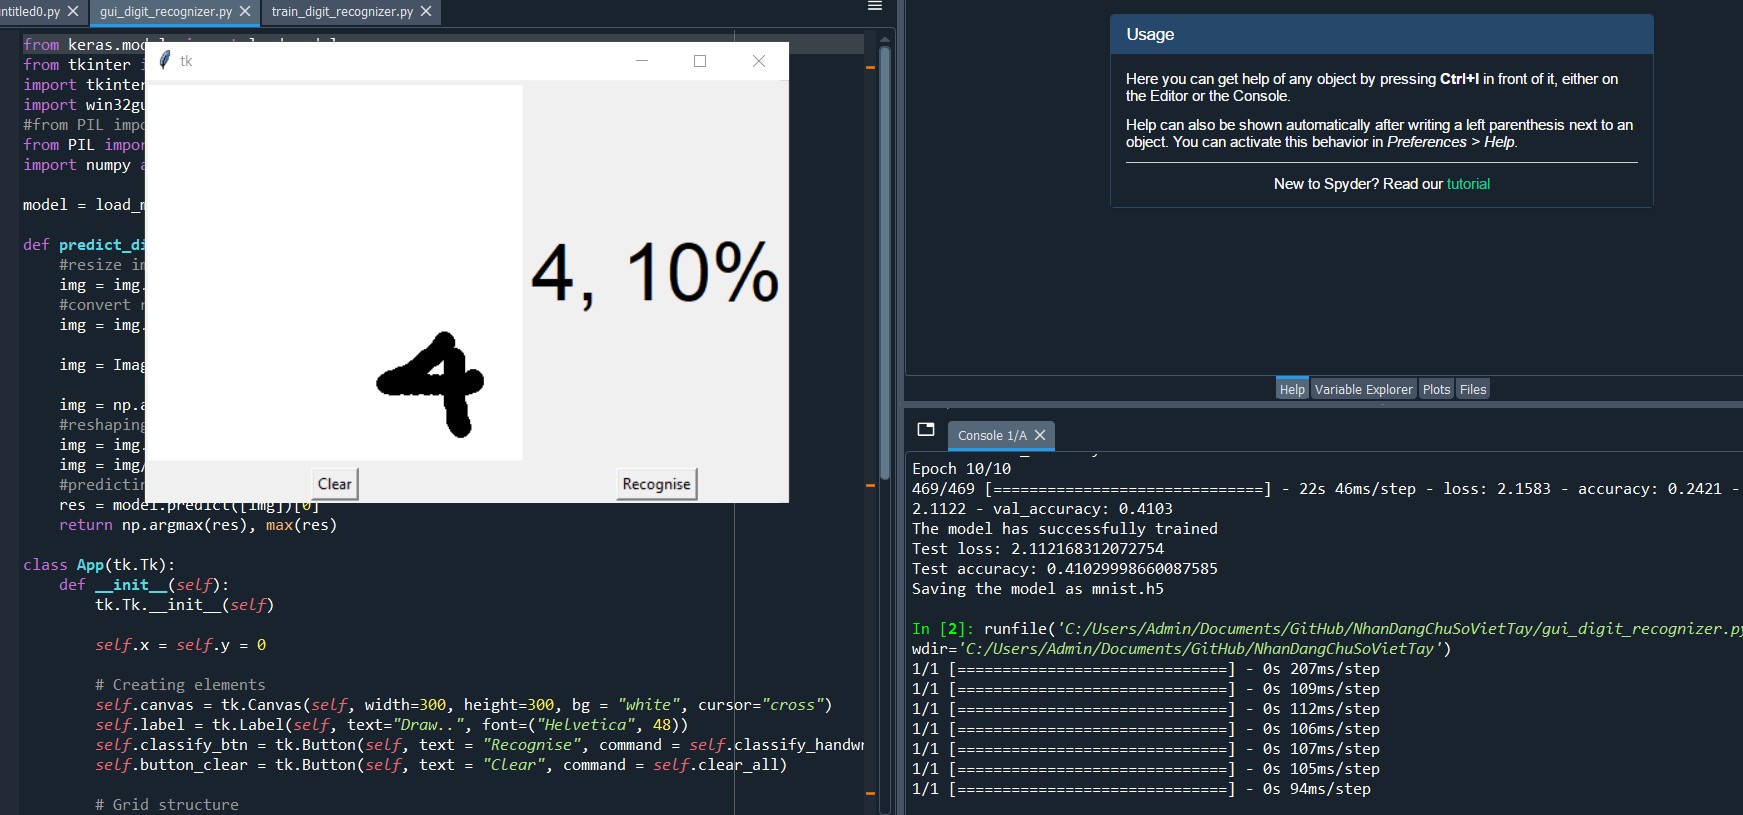 ntitled0.py
gui_digit_recognizer.py
train_digit_recognizer.py
from keras.mod
from tkinter i
import tkinter
import win32gu
#from PIL impo
from PIL impor
import numpy a
model = load_m
def predict_di
#resize im
img = img.
#convert r
img = img.
img = Imag
img = np.a
#reshaping
img = img.
img = img/
#predictin
res = model.predict([img])[0]
return np.argmax(res), max(res)
class App(tk.Tk):
def __init__(self):
tk.Tk.__init__(self)
self.x = self.y = 0
# Creating elements
self.canvas = tk.Canvas(self, width=300, height=300, bg = "white", cursor="cross")
self.label = tk.Label(self, text="Draw..", font=("Helvetica", 48))
self.classify_btn = tk.Button(self, text = "Recognise", command = self.classify_handwr
self.button_clear = tk.Button(self, text = "Clear", command = self.clear_all)
# Grid structure
tk
4
4, 10%
Clear
Recognise
Usage
Here you can get help of any object by pressing Ctrl+I in front of it, either on
the Editor or the Console.
Help can also be shown automatically after writing a left parenthesis next to an
object. You can activate this behavior in Preferences > Help.
New to Spyder? Read our tutorial
Help
Variable Explorer
Plots
Files
Console 1/A
Epoch 10/10
469/469 [==============================] - 22s 46ms/step - loss: 2.1583 - accuracy: 0.2421 -
2.1122 - val_accuracy: 0.4103
The model has successfully trained
Test loss: 2.112168312072754
Test accuracy: 0.41029998660087585
Saving the model as mnist.h5
In [2]: runfile('C:/Users/Admin/Documents/GitHub/NhanDangChuSoVietTay/gui_digit_recognizer.py
wdir='C:/Users/Admin/Documents/GitHub/NhanDangChuSoVietTay')
1/1 [==============================] - 0s 207ms/step
1/1 [==============================] - 0s 109ms/step
1/1 [==============================] - 0s 112ms/step
1/1 [==============================] - 0s 106ms/step
1/1 [==============================] - 0s 107ms/step
1/1 [==============================] - 0s 105ms/step
1/1 [==============================] - 0s 94ms/step